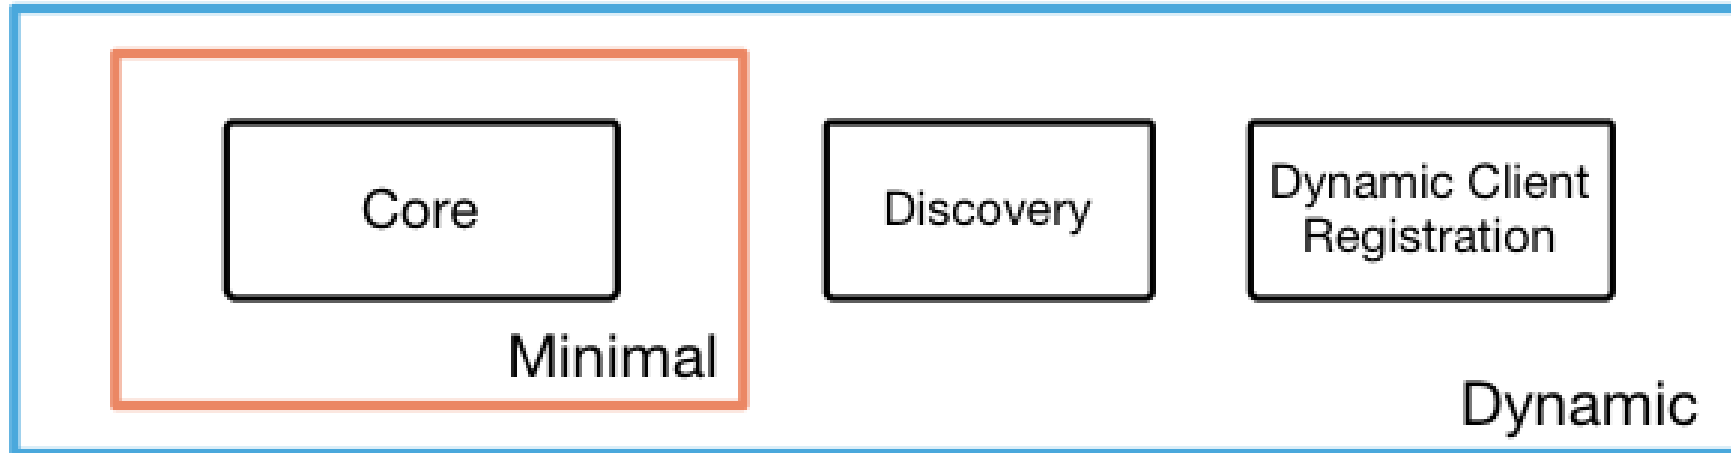 Core
Minimal
Discovery
Dynamic Client
Registration
Dynamic